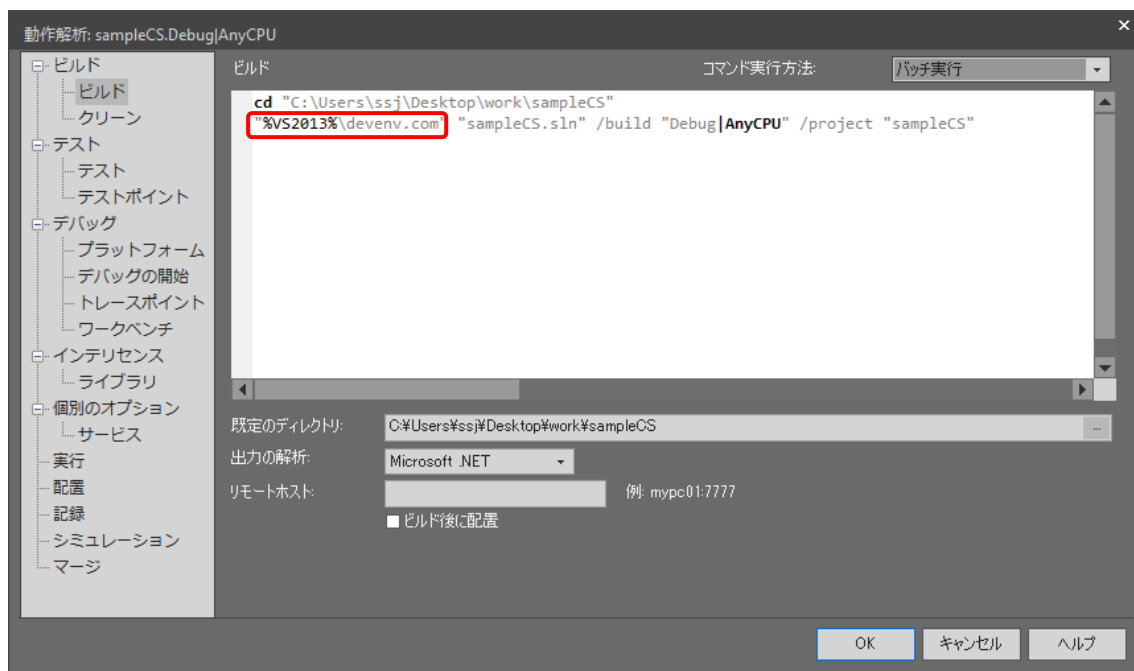 動作解析: sampleCS.Debug|AnyCPU
×
ビルド
ビルド
クリーン
テスト
テスト
テストポイント
デバッグ
プラットフォーム
デバッグの開始
トレースポイント
ワークベンチ
インテリセンス
ライブラリ
個別のオプション
サービス
実行
配置
記録
シミュレーション
マージ
ビルド
コマンド実行方法:
バッチ実行
cd "C:\Users\ssj\Desktop\work\sampleCS"
"%VS2013%\devenv.com" "sampleCS.sln" /build "Debug|AnyCPU" /project "sampleCS"
既定のディレクトリ:
C:¥Users¥ssj¥Desktop¥work¥sampleCS
...
出力の解析:
Microsoft .NET
リモートホスト:
例: mypc01:7777
ビルド後に配置
OK
キャンセル
ヘルプ